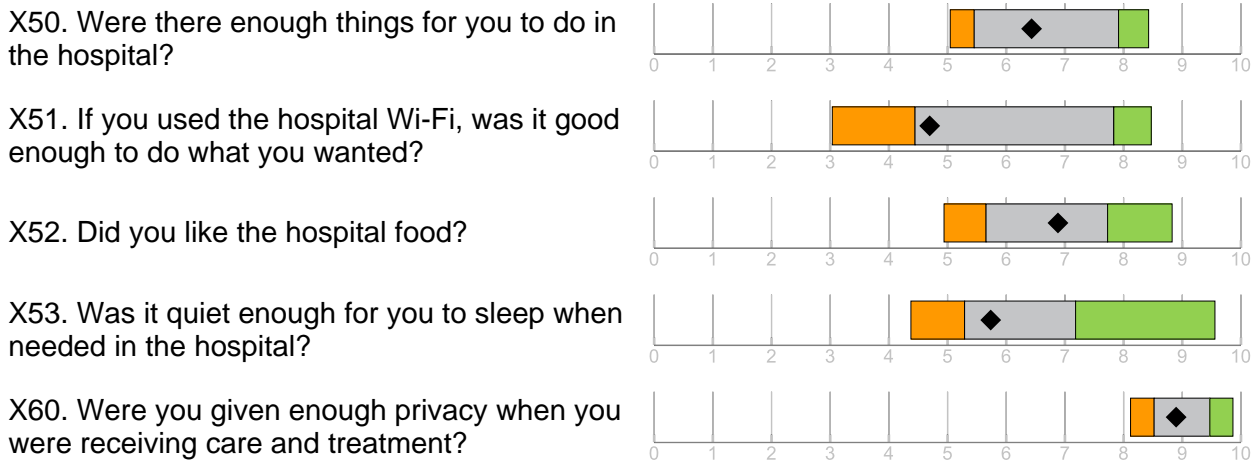 X50. Were there enough things for you to do in
the hospital?
0 1 2 3 4 5 6 7 8 9 10
X51. If you used the hospital Wi-Fi, was it good
enough to do what you wanted?
0 1 2 3 4 5 6 7 8 9 10
X52. Did you like the hospital food?
0 1 2 3 4 5 6 7 8 9 10
X53. Was it quiet enough for you to sleep when
needed in the hospital?
0 1 2 3 4 5 6 7 8 9 10
X60. Were you given enough privacy when you
were receiving care and treatment?
0 1 2 3 4 5 6 7 8 9 10